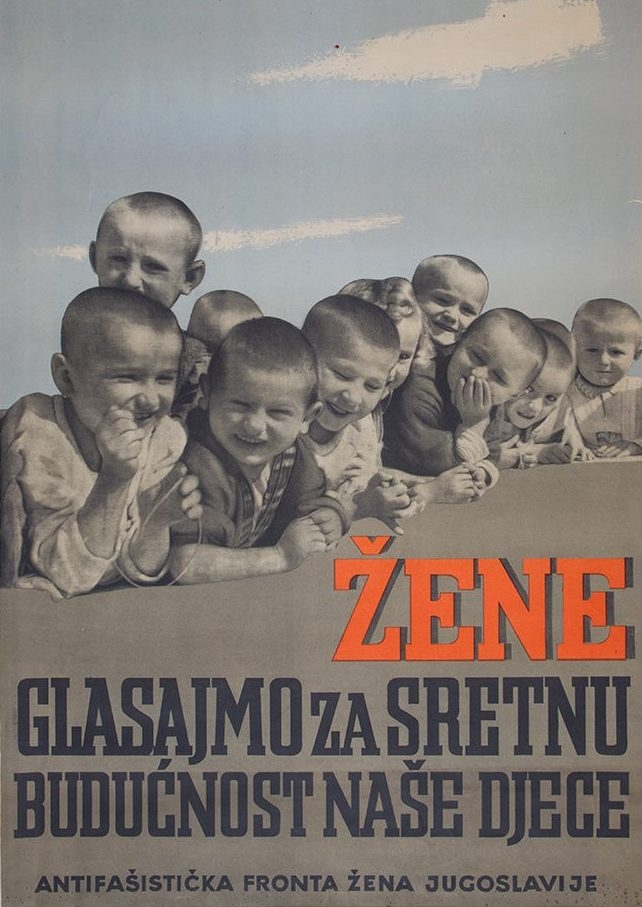 ŽENE
GLASAJMO ZA SRETNU
BUDUĆNOST NAŠE DJECE
ANTIFAŠISTIČKA FRONTA ŽENA JUGOSLAVIJE